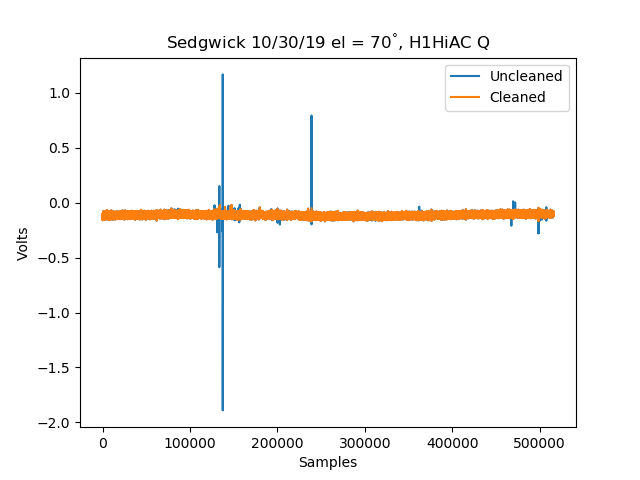 Sedgwick 10/30/19 el = 70°, H1HiAC Q
Uncleaned
Cleaned
Volts
1.0
0.5
0.0
−0.5
−1.0
−1.5
−2.0
0 100000 200000 300000 400000 500000
Samples